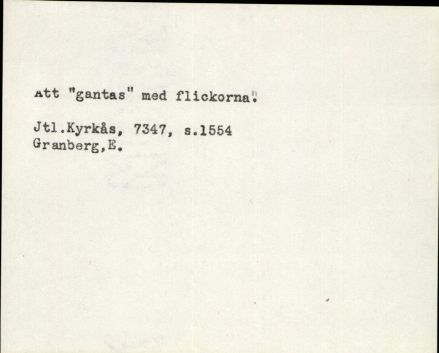 Att "gantas" med flickorna.
Jtl.Kyrkås, 7347, s.1554
Granberg,E.